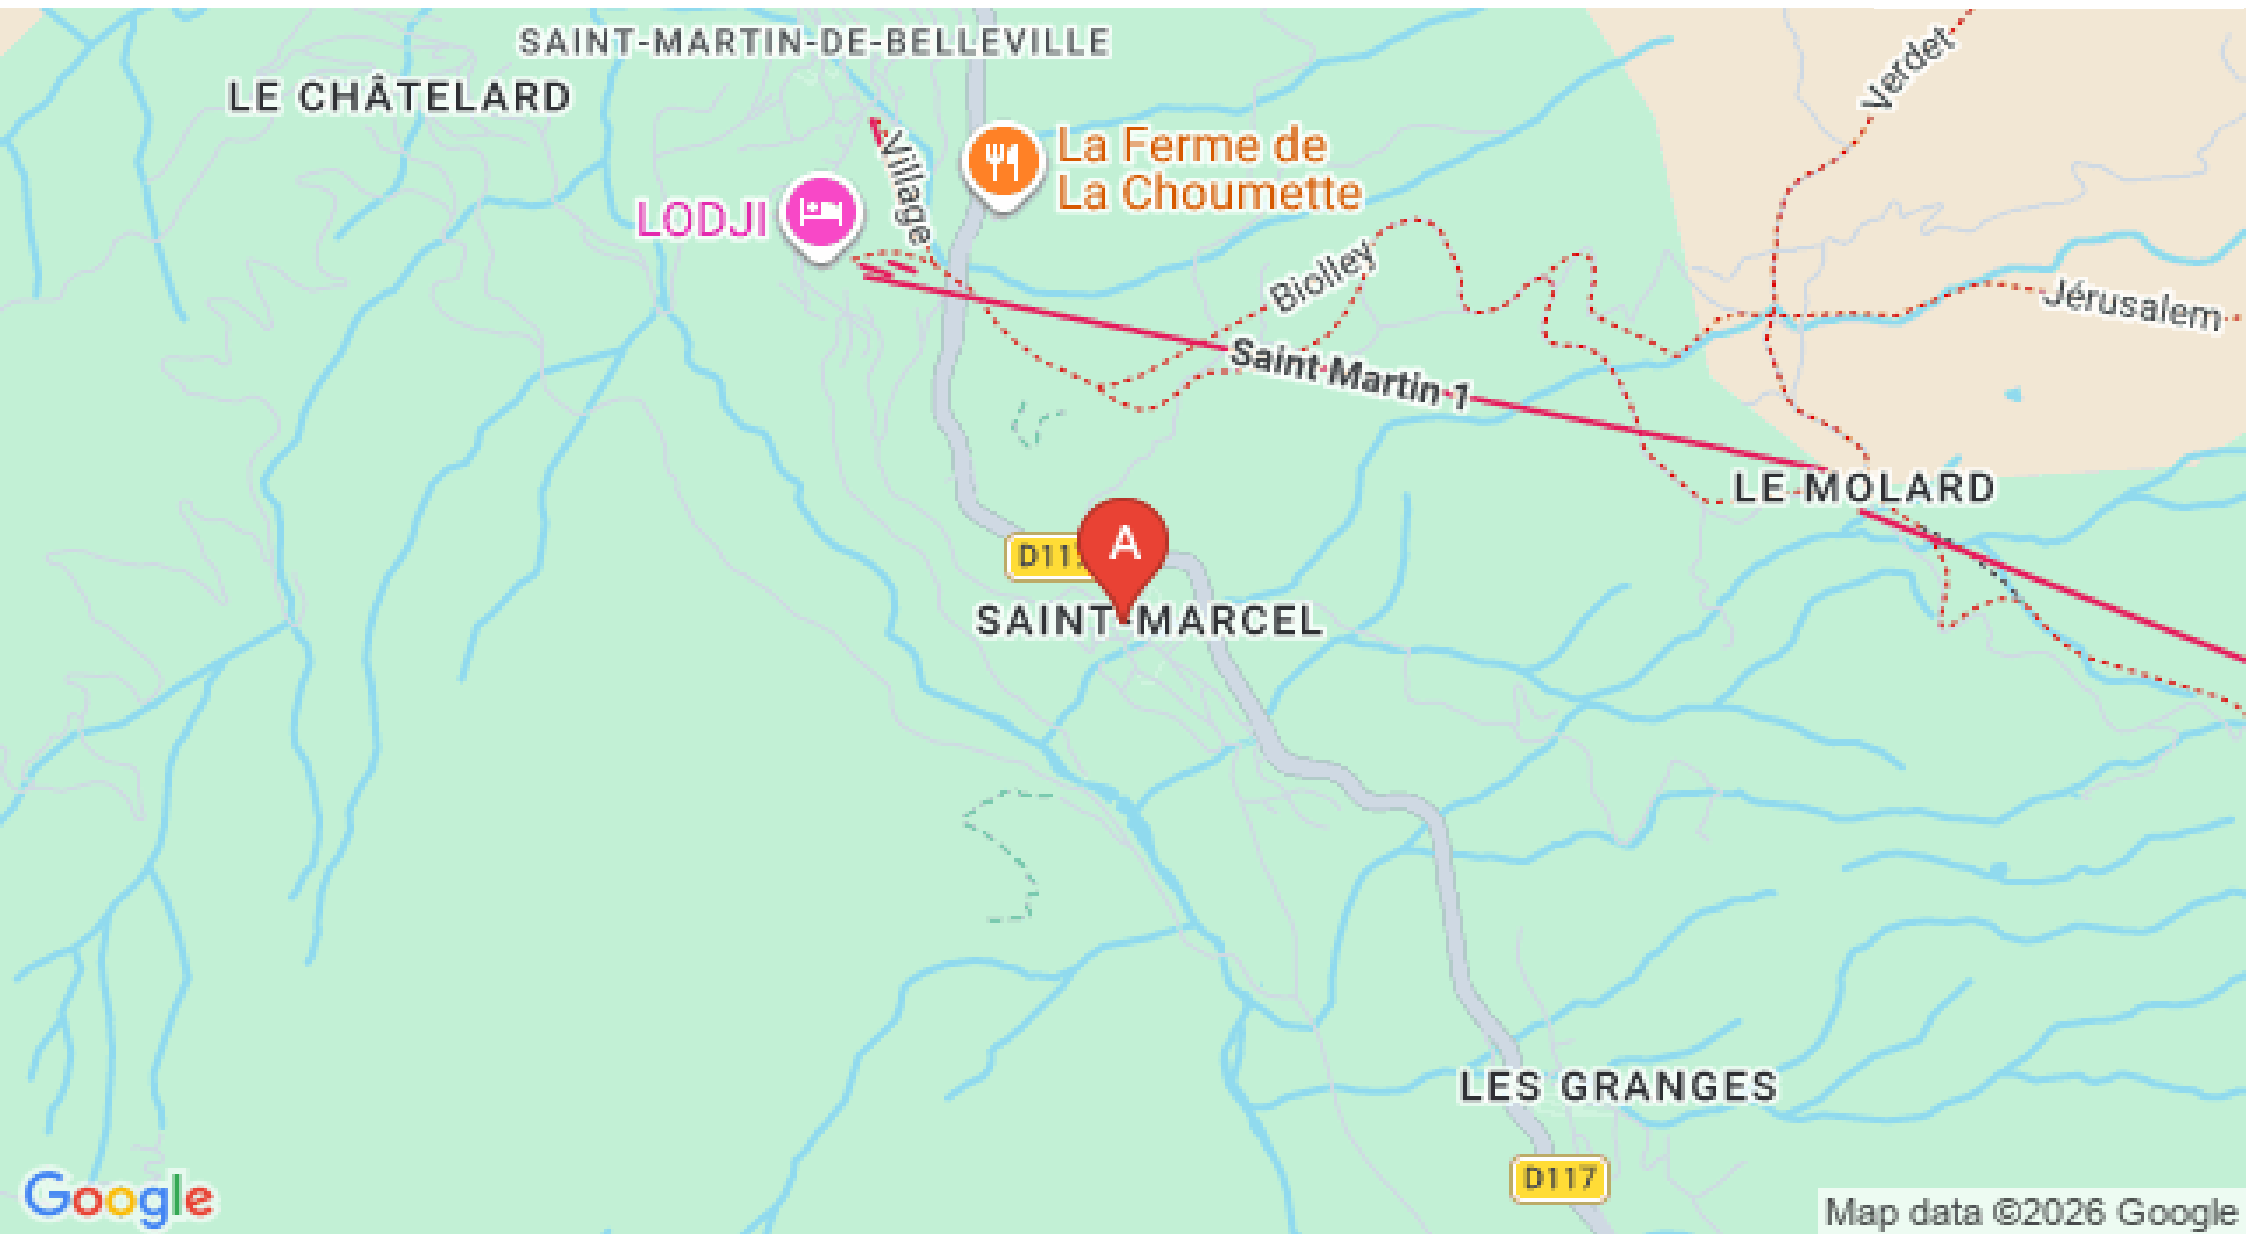 SAINT-MARTIN-DE-BELLEVILLE
LE CHÂTELARD
Verdet
Village
La Ferme de
La Choumette
LODJI
Biolley
Jérusalem
Saint-Martin 1
LE MOLARD
A
SAINT-MARCEL
LES GRANGES
D117
Google
Map data ©2026 Google